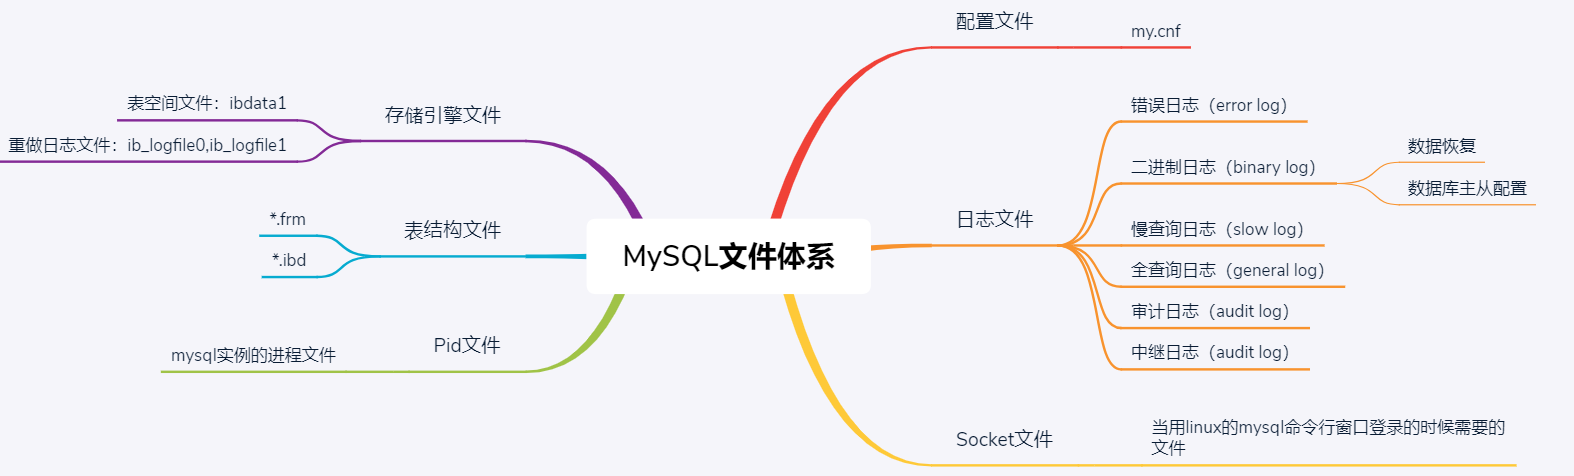 MySQL文件体系
配置文件
my.cnf
日志文件
错误日志（error log）
二进制日志（binary log）
数据恢复
数据库主从配置
慢查询日志（slow log）
全查询日志（general log）
审计日志（audit log）
中继日志（audit log）
Socket文件
当用linux的mysql命令行窗口登录的时候需要的
文件
存储引擎文件
表空间文件：ibdata1
重做日志文件：ib_logfile0,ib_logfile1
表结构文件
*.frm
*.ibd
Pid文件
mysql实例的进程文件